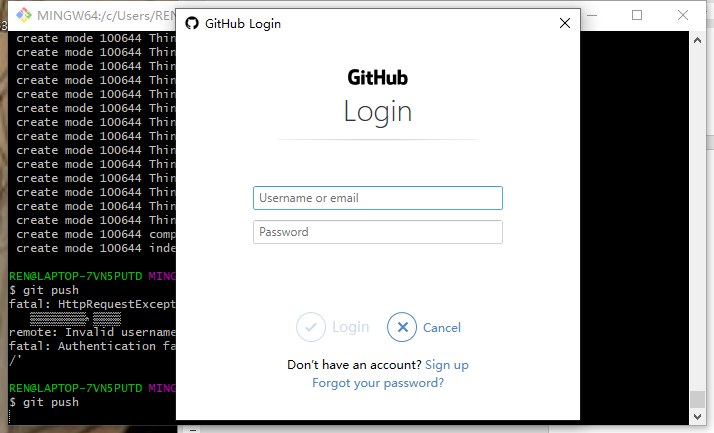 MINGW64:/c/Users/REN
GitHub Login
create mode 100644 Thin
create mode 100644 Thin
create mode 100644 Thin
create mode 100644 Thin
create mode 100644 Thin
create mode 100644 Thin
create mode 100644 Thin
create mode 100644 Thin
create mode 100644 Thin
create mode 100644 Thin
create mode 100644 Thin
create mode 100644 Thin
create mode 100644 Thin
create mode 100644 Thin
create mode 100644 comp
create mode 100644 inde
REN@LAPTOP-7VN5PUTD MING
$ git push
fatal: HttpRequestExcept
remote: Invalid username
fatal: Authentication fa
/'
REN@LAPTOP-7VN5PUTD MING
$ git push
GitHub
Login
Username or email
Password
Login
Cancel
Don't have an account? Sign up
Forgot your password?